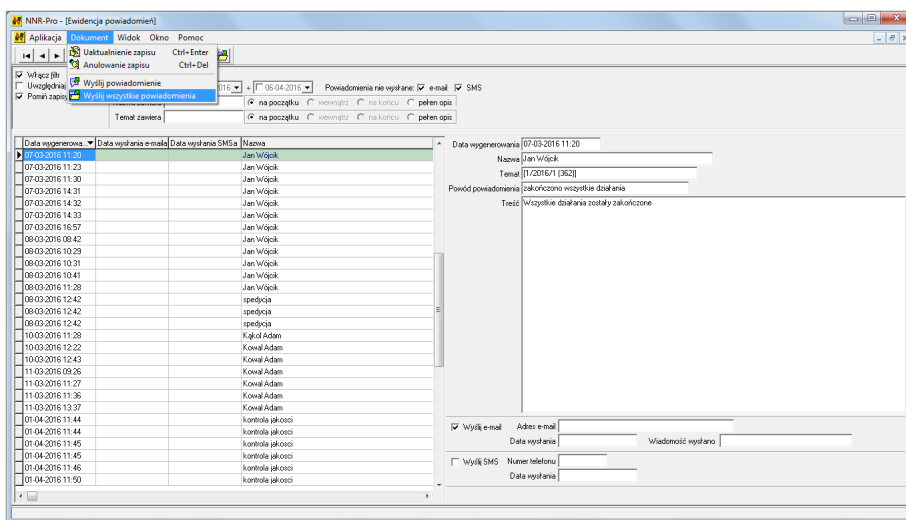 NNR-Pro - [Ewidencja powiadomień]
Aplikacja Dokument Widok Okno Pomoc
Uaktualnienie zapisu Ctrl+Enter
Anulowanie zapisu Ctrl+Del
Wyślij powiadomienie
Wyślij wszystkie powiadomienia
Włącz filtr
Uwzględniaj
Pomiń zapisy
016 ÷ 06-04-2016 Powiadomienia nie wysłane: e-mail SMS
na początku wewnątrz na końcu pełen opis
Temat zawiera na początku wewnątrz na końcu pełen opis
Data wygenerowa... Data wysłania e-maila Data wysłania SMSa Nazwa
07-03-2016 11:20 Jan Wójcik
07-03-2016 11:23 Jan Wójcik
07-03-2016 11:30 Jan Wójcik
07-03-2016 14:31 Jan Wójcik
07-03-2016 14:32 Jan Wójcik
07-03-2016 14:33 Jan Wójcik
07-03-2016 16:57 Jan Wójcik
08-03-2016 08:42 Jan Wójcik
08-03-2016 10:29 Jan Wójcik
08-03-2016 10:31 Jan Wójcik
08-03-2016 10:41 Jan Wójcik
08-03-2016 11:28 Jan Wójcik
08-03-2016 12:42 spedycja
08-03-2016 12:42 spedycja
08-03-2016 12:42 spedycja
10-03-2016 11:28 Kąkol Adam
10-03-2016 12:22 Kowal Adam
10-03-2016 12:43 Kowal Adam
11-03-2016 09:26 Kowal Adam
11-03-2016 11:27 Kowal Adam
11-03-2016 11:36 Kowal Adam
11-03-2016 13:37 Kowal Adam
01-04-2016 11:44 kontrola jakosci
01-04-2016 11:44 kontrola jakosci
01-04-2016 11:45 kontrola jakosci
01-04-2016 11:45 kontrola jakosci
01-04-2016 11:46 kontrola jakosci
01-04-2016 11:50 kontrola jakosci
Data wygenerowa 07-03-2016 11:20
Nazwa Jan Wójcik
Temat [1/2016/1 (362)]
Powód powiadomienia zakończono wszystkie działania
Treść Wszystkie działania zostały zakończone
Wyślij e-mail Adres e-mail
Data wysłania Wiadomość wysłano
Wyślij SMS Numer telefonu
Data wysłania